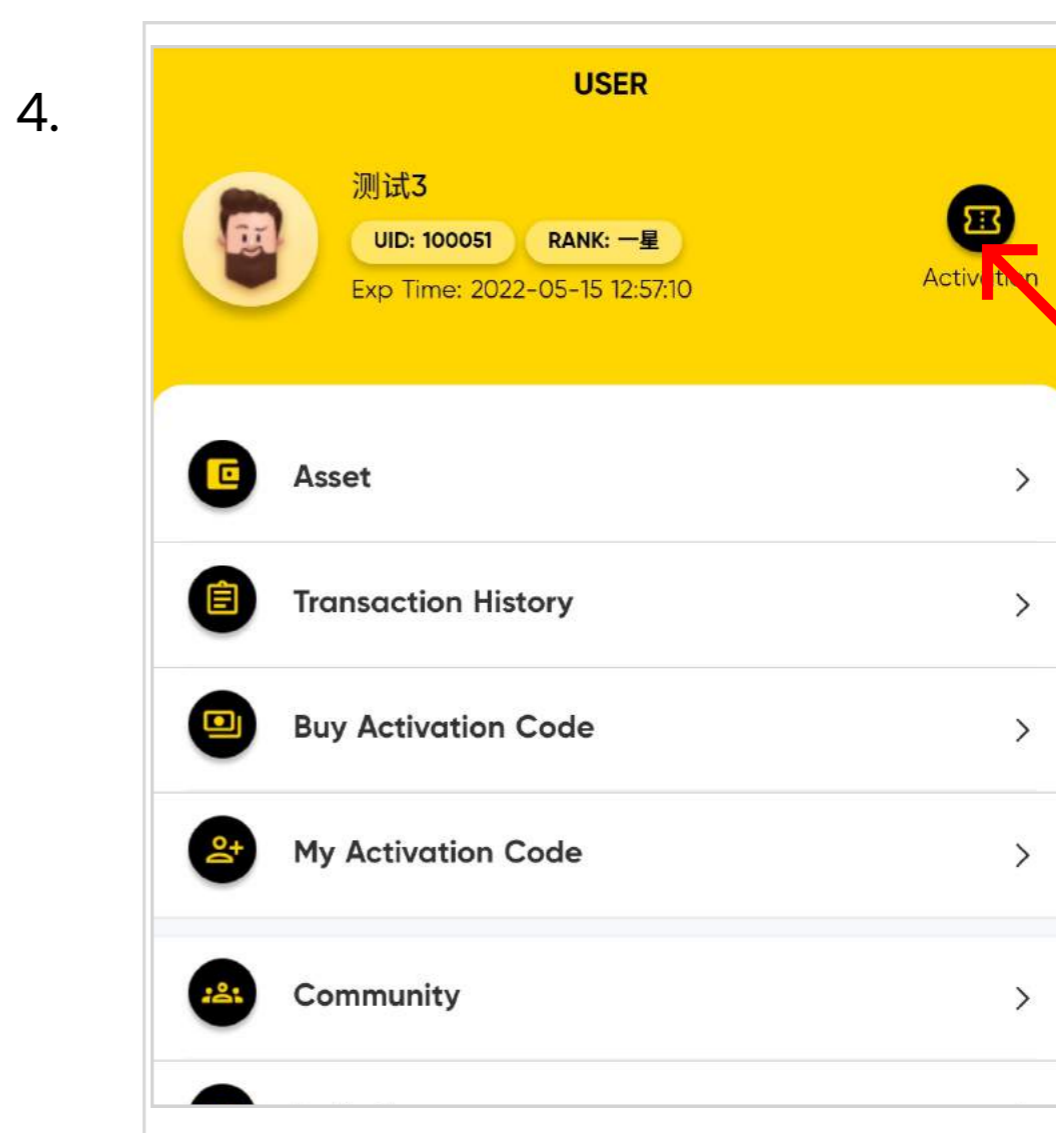 4.
USER
测试3
UID: 100051
RANK: 一星
Exp Time: 2022-05-15 12:57:10
Activation
Asset
Transaction History
Buy Activation Code
My Activation Code
Community